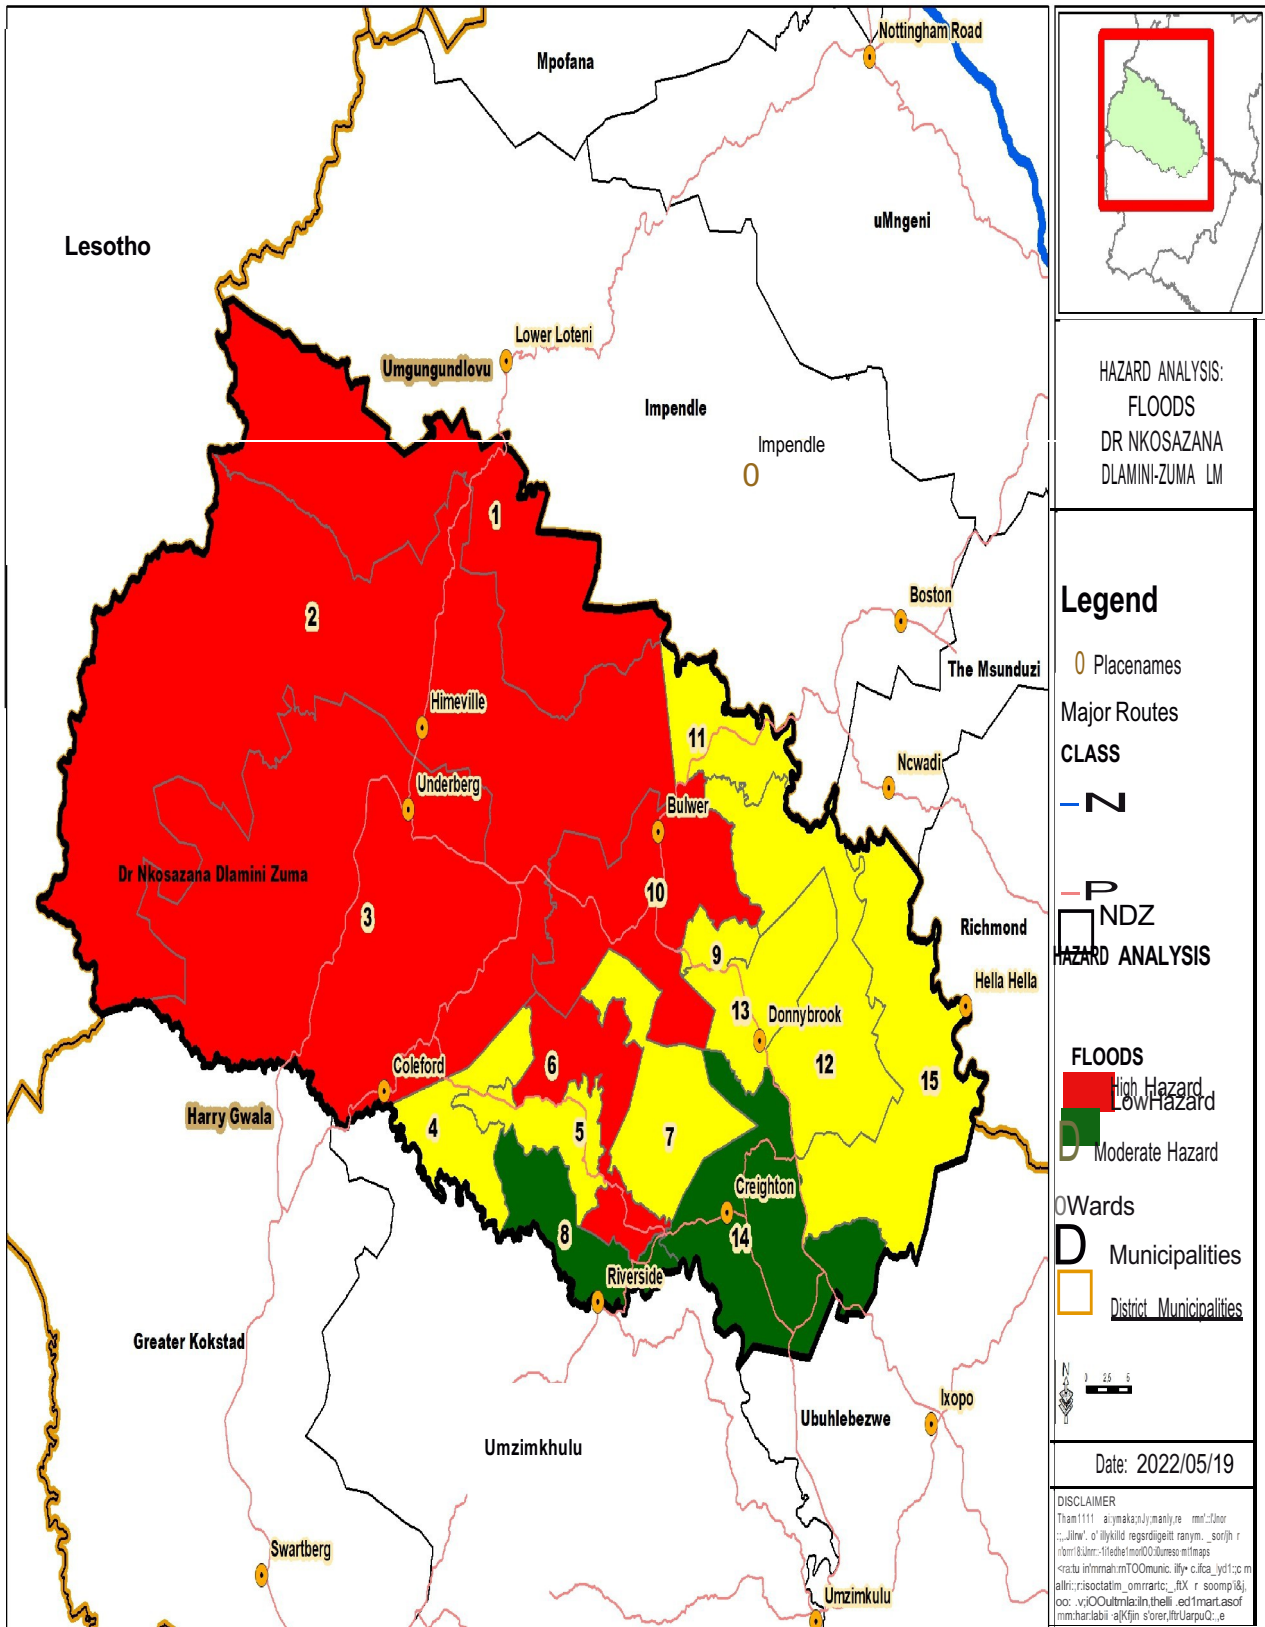 Nottingham Road
Mpofana
uMngeni
Lesotho
Lower Loteni
Umgungundlovu
Impendle
Impendle
1
2
Boston
The Msunduzi
Himeville
11
Ncwadi
Underberg
Bulwer
Dr Nkosazana Dlamini Zuma
10
3
Richmond
9
Hella Hella
13
Donnybrook
6
12
Coleford
15
Harry Gwala
4
5
7
Creighton
8
14
Riverside
Greater Kokstad
Ixopo
Ubuhlebezwe
Umzimkhulu
Swartberg
Umzimkulu
HAZARD ANALYSIS:
FLOODS
DR NKOSAZANA
DLAMINI-ZUMA LM
Legend
0 Placenames
Major Routes
CLASS
N
P
NDZ
HAZARD ANALYSIS
FLOODS
High Hazard
LowHazard
D Moderate Hazard
0Wards
D Municipalities
District Municipalities
N
0 2.5 5
Date: 2022/05/19
DISCLAIMER